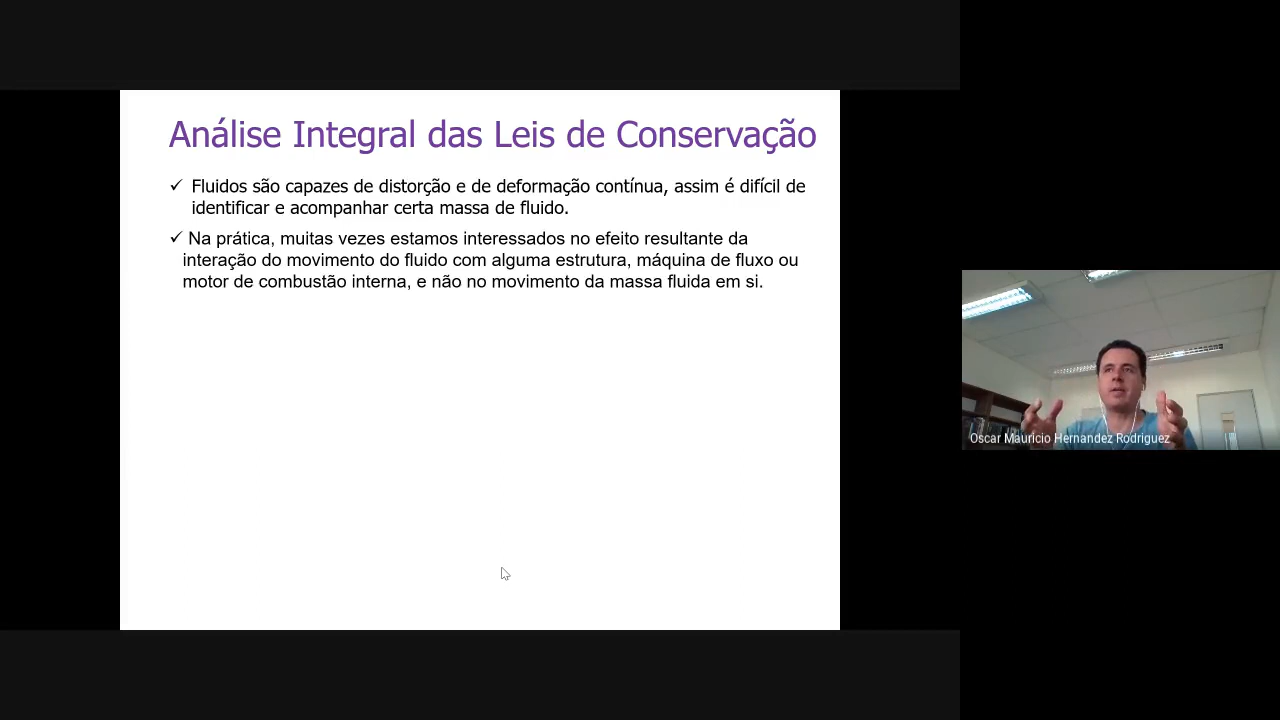 Análise Integral das Leis de Conservação
✓ Fluidos são capazes de distorção e de deformação contínua, assim é difícil de
identificar e acompanhar certa massa de fluido.
✓ Na prática, muitas vezes estamos interessados no efeito resultante da
interação do movimento do fluido com alguma estrutura, máquina de fluxo ou
motor de combustão interna, e não no movimento da massa fluida em si.
Oscar Mauricio Hernandez Rodriguez